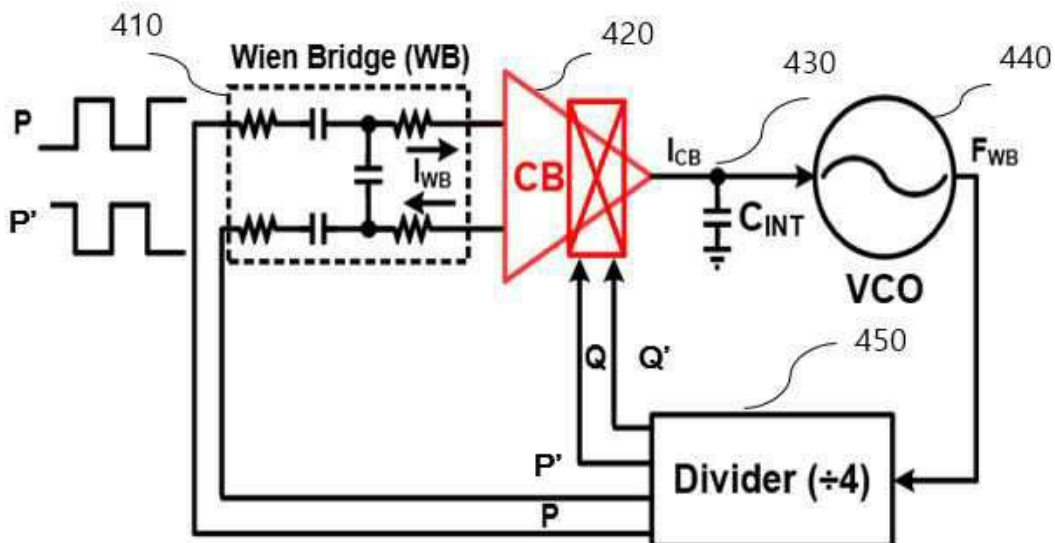 410
420
430
440
Wien Bridge (WB)
P
P'
I_WB
CB
I_CB
F_WB
C_INT
VCO
450
Q
Q'
P'
P
Divider (÷4)